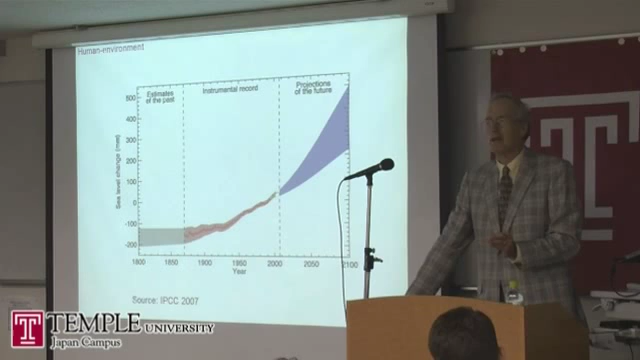 Human-environment
Estimates
of the past
Instrumental record
Projections
of the future
Sea level change (mm)
500
400
300
200
100
0
-100
-200
1800
1850
1900
1950
2000
2050
2100
Year
Source: IPCC 2007
T
T
TEMPLE UNIVERSITY
Japan Campus